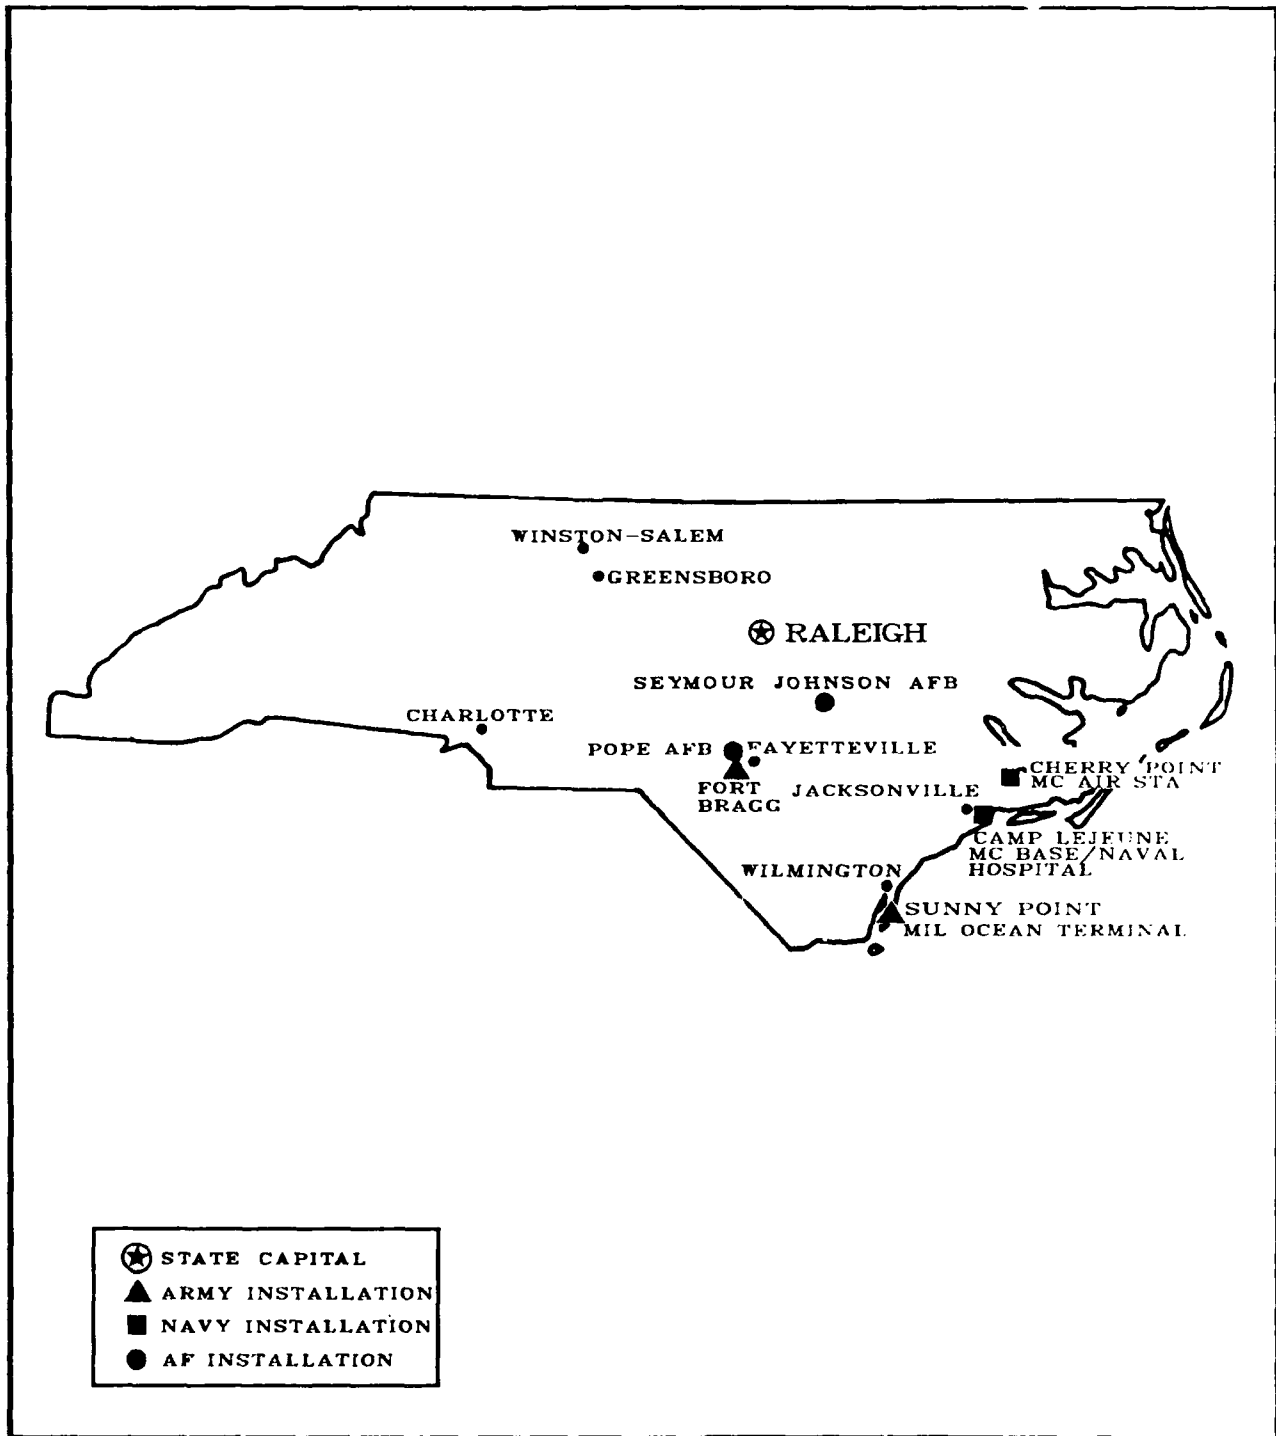 WINSTON-SALEM
GREENSBORO
RALEIGH
SEYMOUR JOHNSON AFB
CHARLOTTE
POPE AFB
FAYETTEVILLE
FORT
BRAGG
JACKSONVILLE
CHERRY POINT
MC AIR STA
CAMP LEJEUNE
MC BASE/NAVAL
HOSPITAL
WILMINGTON
SUNNY POINT
MIL OCEAN TERMINAL
STATE CAPITAL
ARMY INSTALLATION
NAVY INSTALLATION
AF INSTALLATION